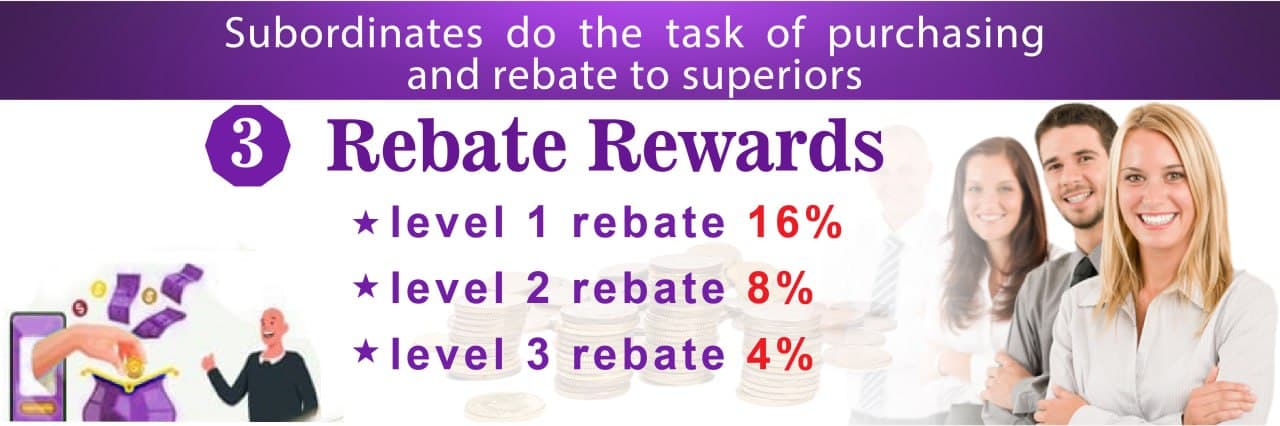 Subordinates do the task of purchasing
and rebate to superiors
3 Rebate Rewards
★ level 1 rebate 16%
★ level 2 rebate 8%
★ level 3 rebate 4%